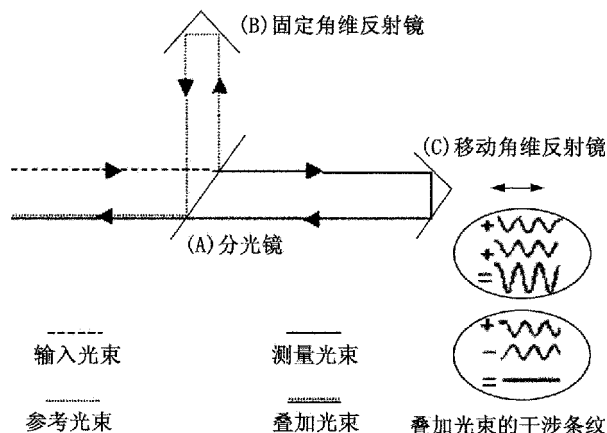 (B)固定角维反射镜
(C)移动角维反射镜
(A)分光镜
+
+
=
+
−
=
输入光束
测量光束
参考光束
叠加光束
叠加光束的干涉条纹